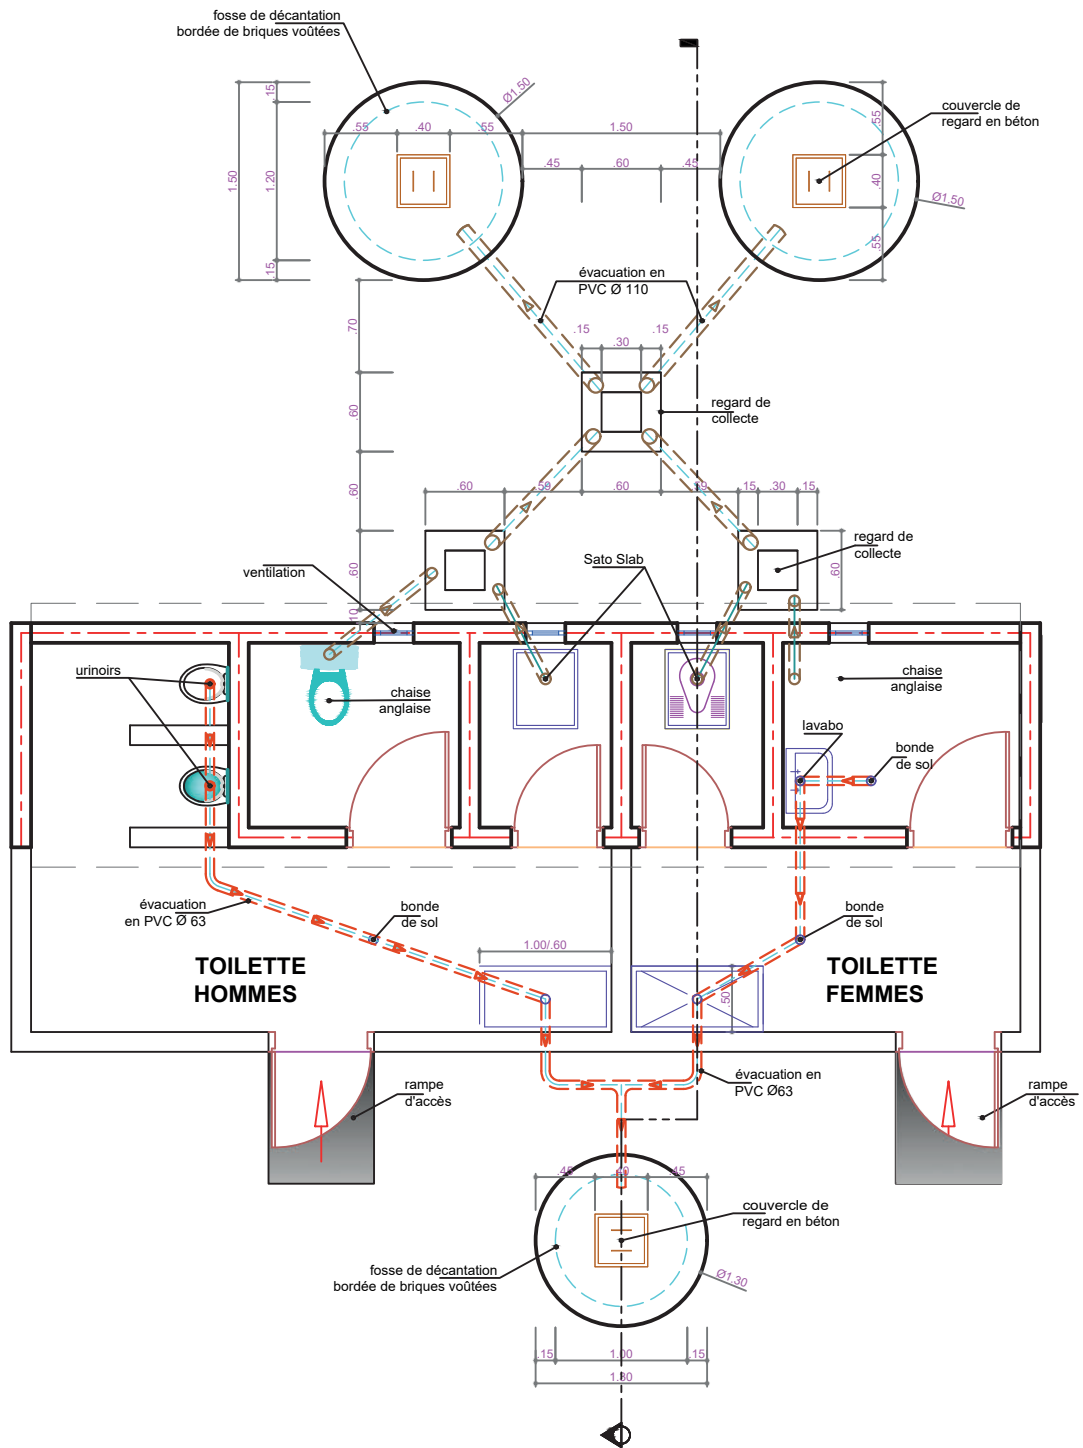 fosse de décantation
bordée de briques voûtées
Ø1.50
.15
1.20
1.50
.15
.55
.40
.55
1.50
.45
.60
.45
couvercle de
regard en béton
.55
.40
.55
Ø1.50
évacuation en
PVC Ø 110
.15
.30
.15
.70
.60
.60
.60
.10
regard de
collecte
.60
.59
.60
.59
.15
.30
.15
regard de
collecte
.60
ventilation
Sato Slab
urinoirs
chaise
anglaise
chaise
anglaise
lavabo
bonde
de sol
évacuation
en PVC Ø 63
bonde
de sol
bonde
de sol
1.00/.60
.50
TOILETTE
HOMMES
TOILETTE
FEMMES
évacuation en
PVC Ø63
rampe
d'accès
rampe
d'accès
.45
.40
.45
couvercle de
regard en béton
fosse de décantation
bordée de briques voûtées
Ø1.30
.15
1.00
.15
1.30